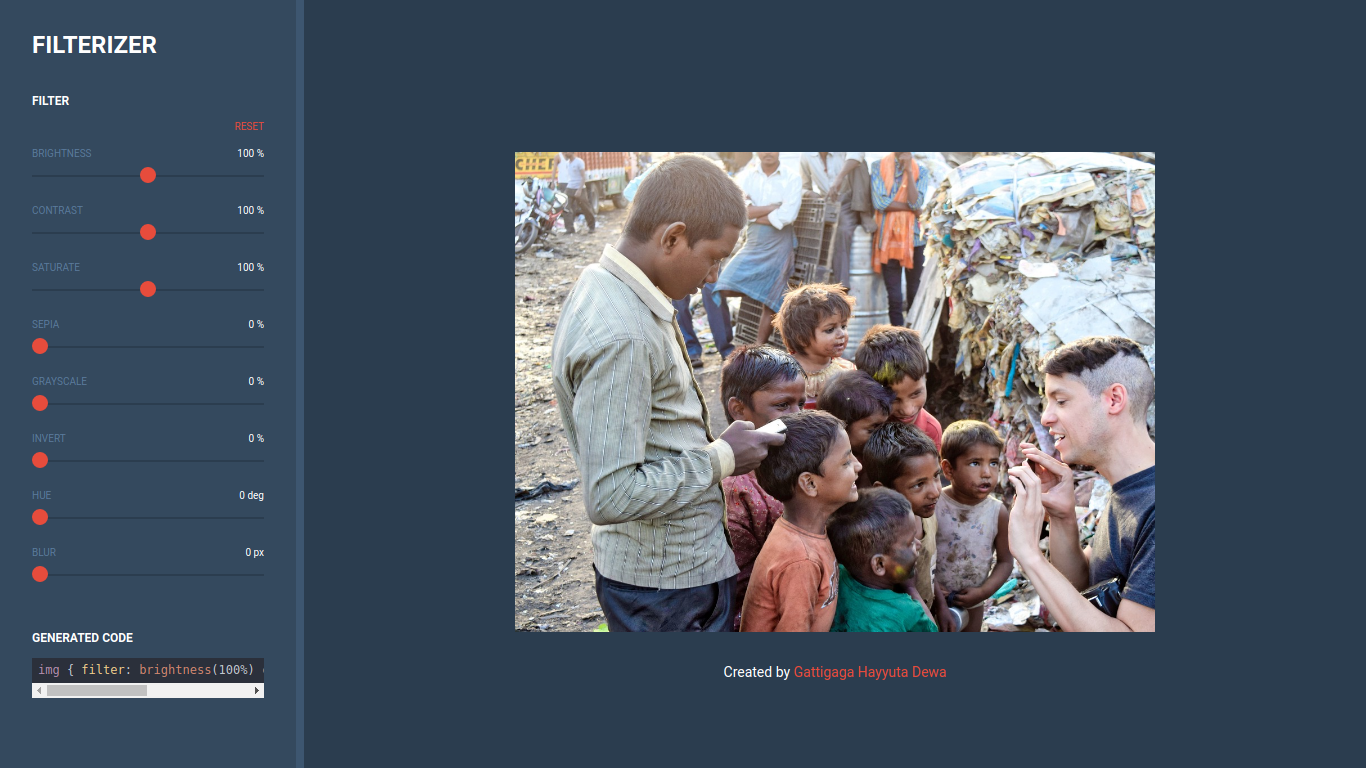 FILTERIZER
FILTER
RESET
BRIGHTNESS 100 %
CONTRAST 100 %
SATURATE 100 %
SEPIA 0 %
GRAYSCALE 0 %
INVERT 0 %
HUE 0 deg
BLUR 0 px
GENERATED CODE
img { filter: brightness(100%)
Created by Gattigaga Hayyuta Dewa